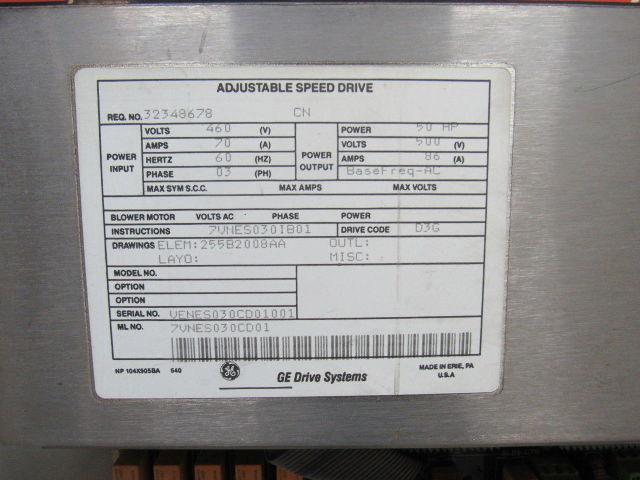 ADJUSTABLE SPEED DRIVE
REQ. NO. 32348678 CN
POWER INPUT
VOLTS 460 (V)
AMPS 70 (A)
HERTZ 60 (HZ)
PHASE 03 (PH)
POWER OUTPUT
POWER 50 HP
VOLTS 500 (V)
AMPS 86 (A)
BaseFreq-AC
MAX SYM S.C.C. MAX AMPS MAX VOLTS
BLOWER MOTOR VOLTS AC PHASE POWER
INSTRUCTIONS 7VNES030IB01 DRIVE CODE D3G
DRAWINGS ELEM:255B2008AA OUTL:
LAYO: MISC:
MODEL NO.
OPTION
OPTION
SERIAL NO. VENES030CD01001
ML NO. 7VNES030CD01
NP 104X905BA 540 GE GE Drive Systems MADE IN ERIE, PA
U.S.A